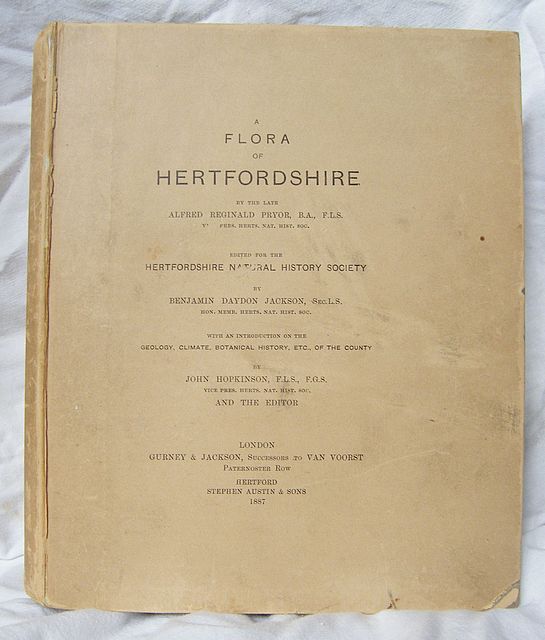 A
FLORA
OF
HERTFORDSHIRE
BY THE LATE
ALFRED REGINALD PRYOR, B.A., F.L.S.
PRES. HERTS. NAT. HIST. SOC.
EDITED FOR THE
HERTFORDSHIRE NATURAL HISTORY SOCIETY
BY
BENJAMIN DAYDON JACKSON, SEC.L.S.
HON. MEMB. HERTS. NAT. HIST. SOC.
WITH AN INTRODUCTION ON THE
GEOLOGY, CLIMATE, BOTANICAL HISTORY, ETC., OF THE COUNTY
BY
JOHN HOPKINSON, F.L.S., F.G.S.
VICE PRES. HERTS. NAT. HIST. SOC.
AND THE EDITOR
LONDON
GURNEY & JACKSON, SUCCESSORS TO VAN VOORST
PATERNOSTER ROW
HERTFORD
STEPHEN AUSTIN & SONS
1887